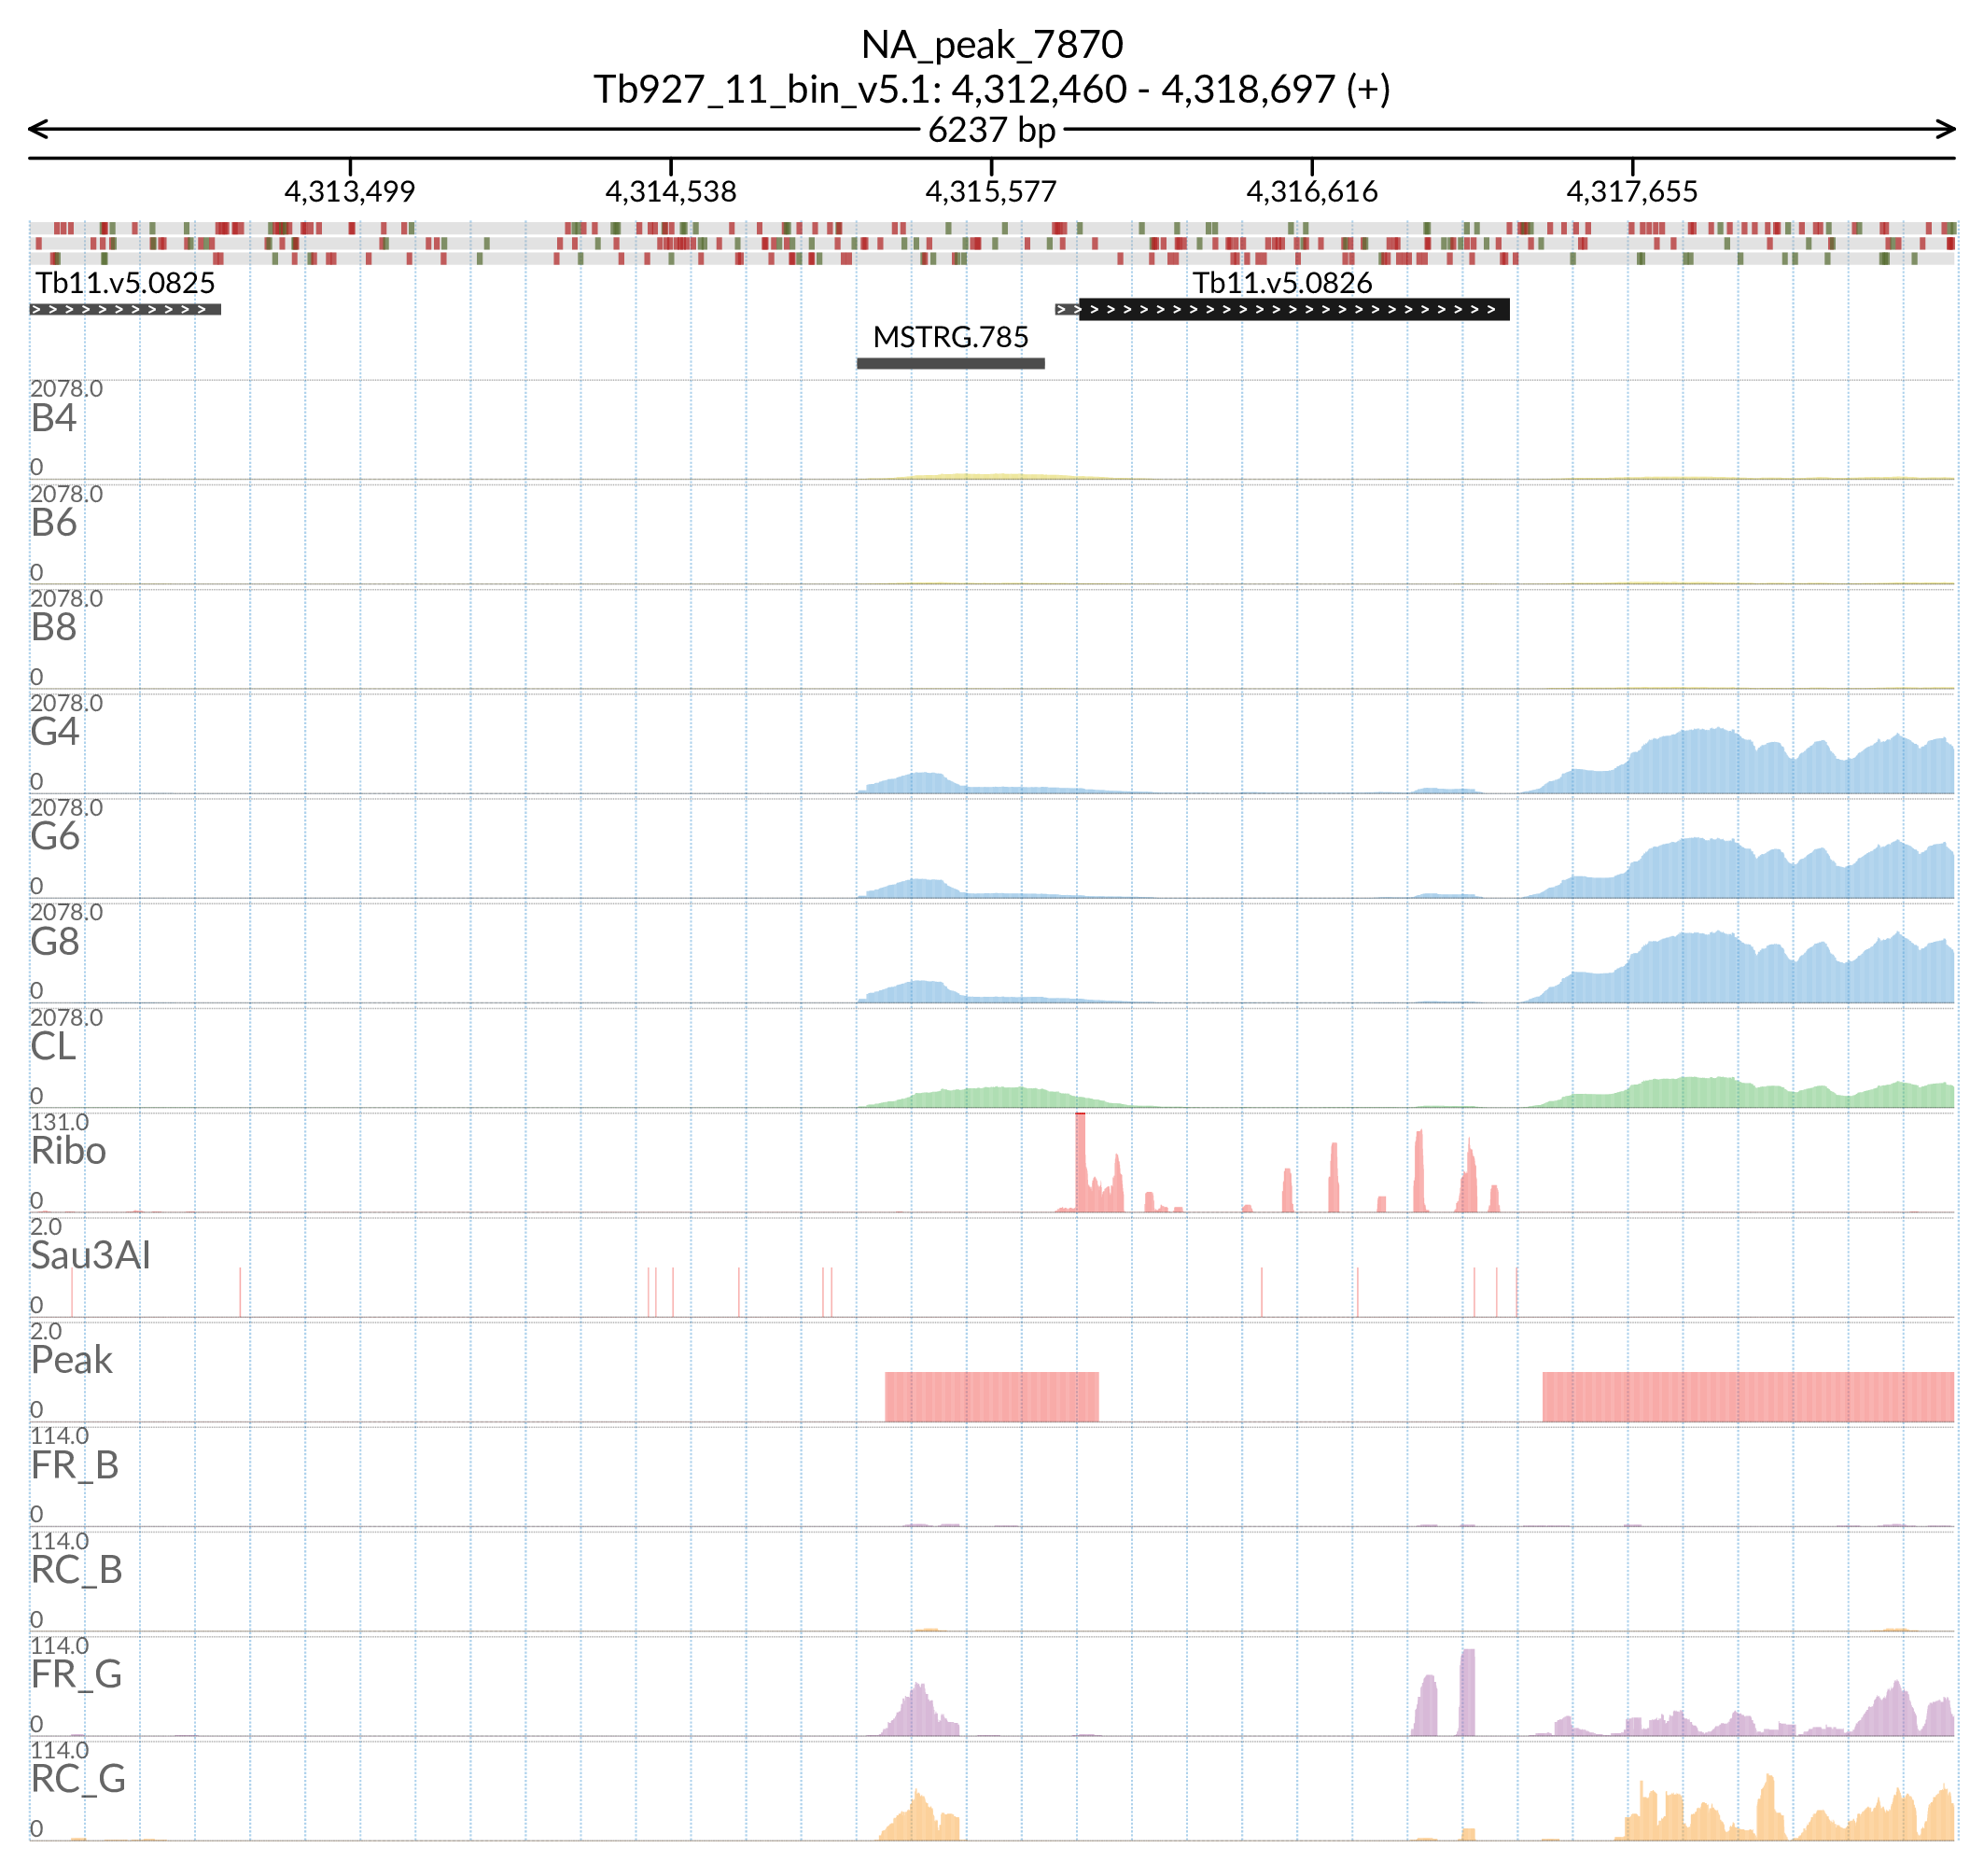 NA_peak_7870
Tb927_11_bin_v5.1: 4,312,460 - 4,318,697 (+)
6237 bp
4,313,499 4,314,538 4,315,577 4,316,616 4,317,655
Tb11.v5.0825 Tb11.v5.0826
MSTRG.785
2078.0
B4
0
2078.0
B6
0
2078.0
B8
0
2078.0
G4
0
2078.0
G6
0
2078.0
G8
0
2078.0
CL
0
131.0
Ribo
0
2.0
Sau3AI
0
2.0
Peak
0
114.0
FR_B
0
114.0
RC_B
0
114.0
FR_G
0
114.0
RC_G
0